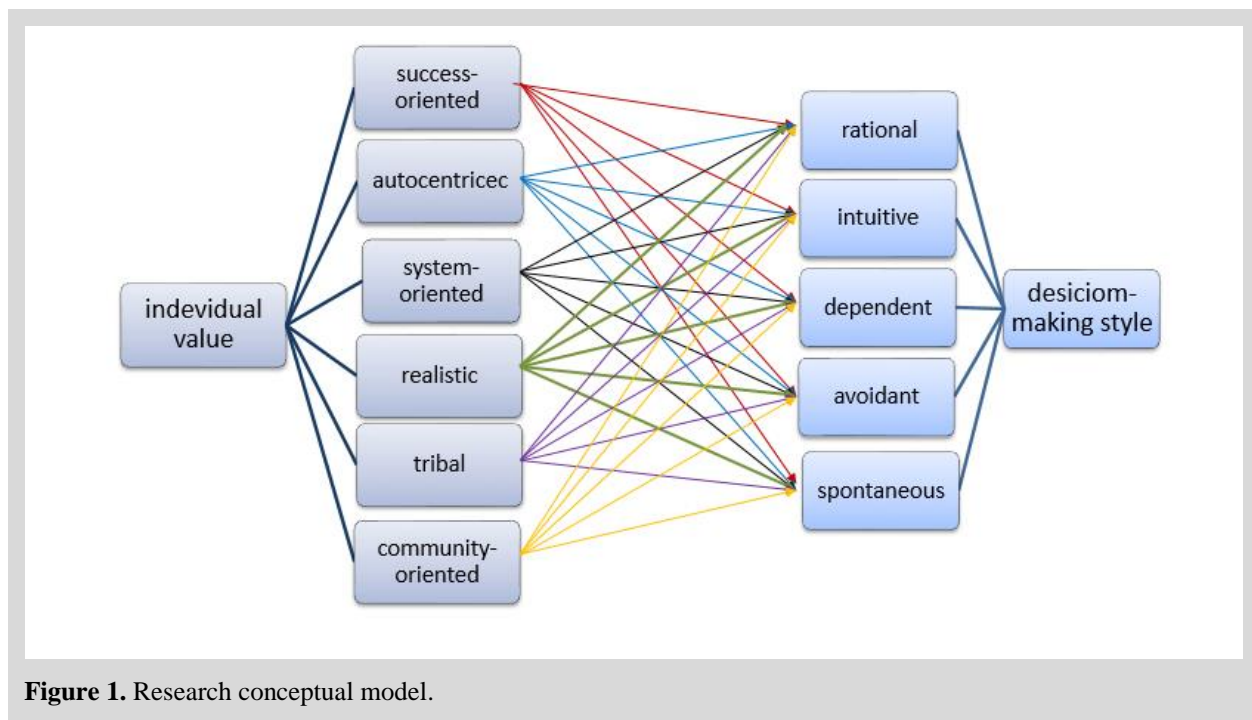 success-
oriented
autocentricec
system-
oriented
realistic
tribal
community-
oriented
indevidual
value
rational
intuitive
dependent
avoidant
spontaneous
desiciom-
making style
Figure 1. Research conceptual model.